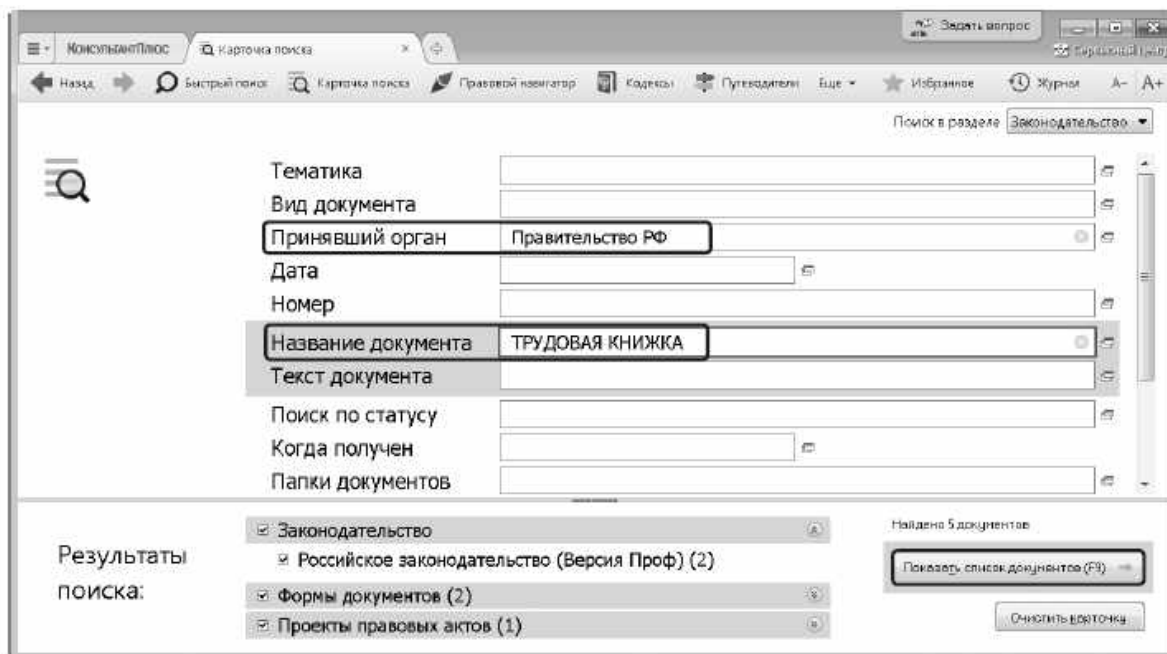 Задать вопрос
КонсультантПлюс Карточка поиска
Назад Быстрый поиск Карточка поиска Правовой навигатор Кодексы Путеводители Еще Избранное Журнал A- A+
Поиск в разделе Законодательство
Тематика
Вид документа
Принявший орган Правительство РФ
Дата
Номер
Название документа ТРУДОВАЯ КНИЖКА
Текст документа
Поиск по статусу
Когда получен
Папки документов
Результаты поиска:
Законодательство
Российское законодательство (Версия Проф) (2)
Формы документов (2)
Проекты правовых актов (1)
Найдено 5 документов
Показать список документов (F9)
Очистить карточку